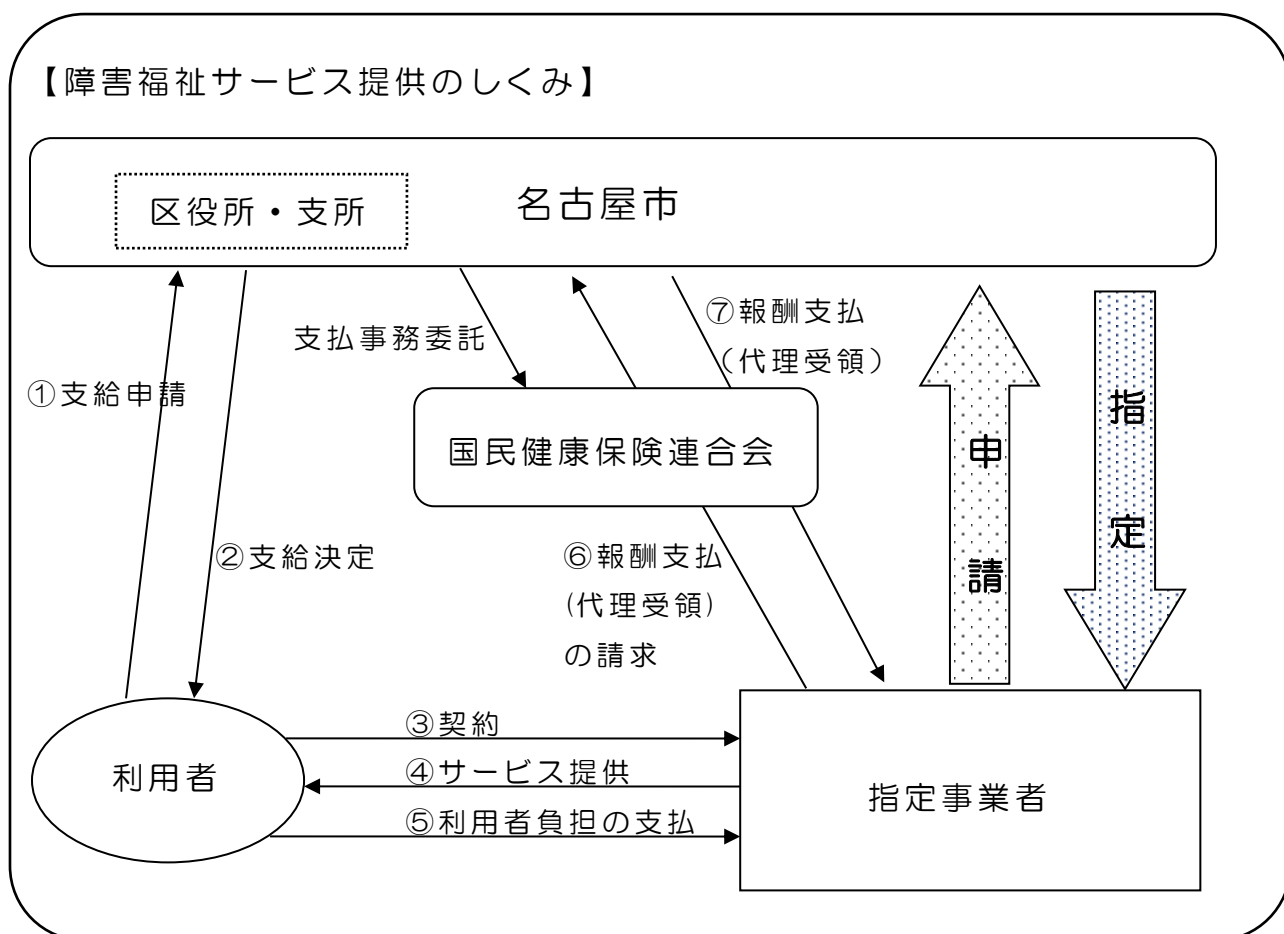 【障害福祉サービス提供のしくみ】
区役所・支所
名古屋市
支払事務委託
⑦報酬支払
（代理受領）
①支給申請
国民健康保険連合会
申請
指定
②支給決定
⑥報酬支払
(代理受領)
の請求
③契約
④サービス提供
⑤利用者負担の支払
利用者
指定事業者